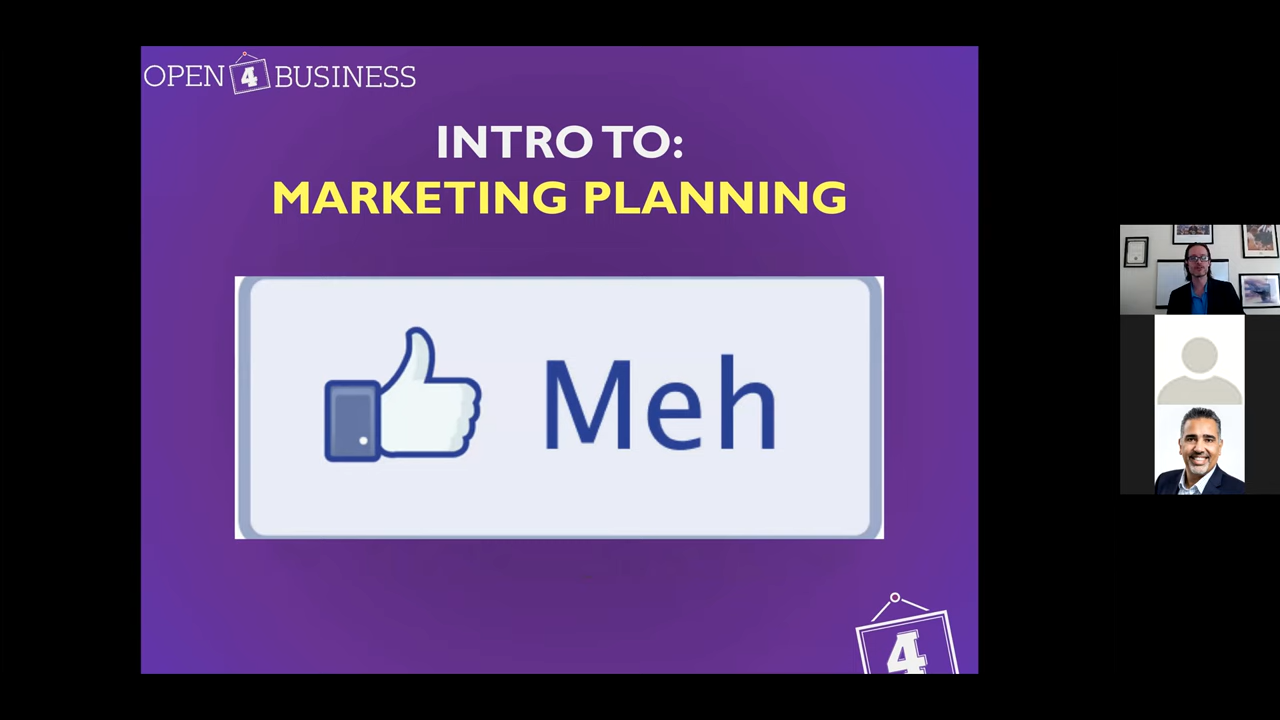 OPEN 4 BUSINESS
INTRO TO:
MARKETING PLANNING
Meh
4